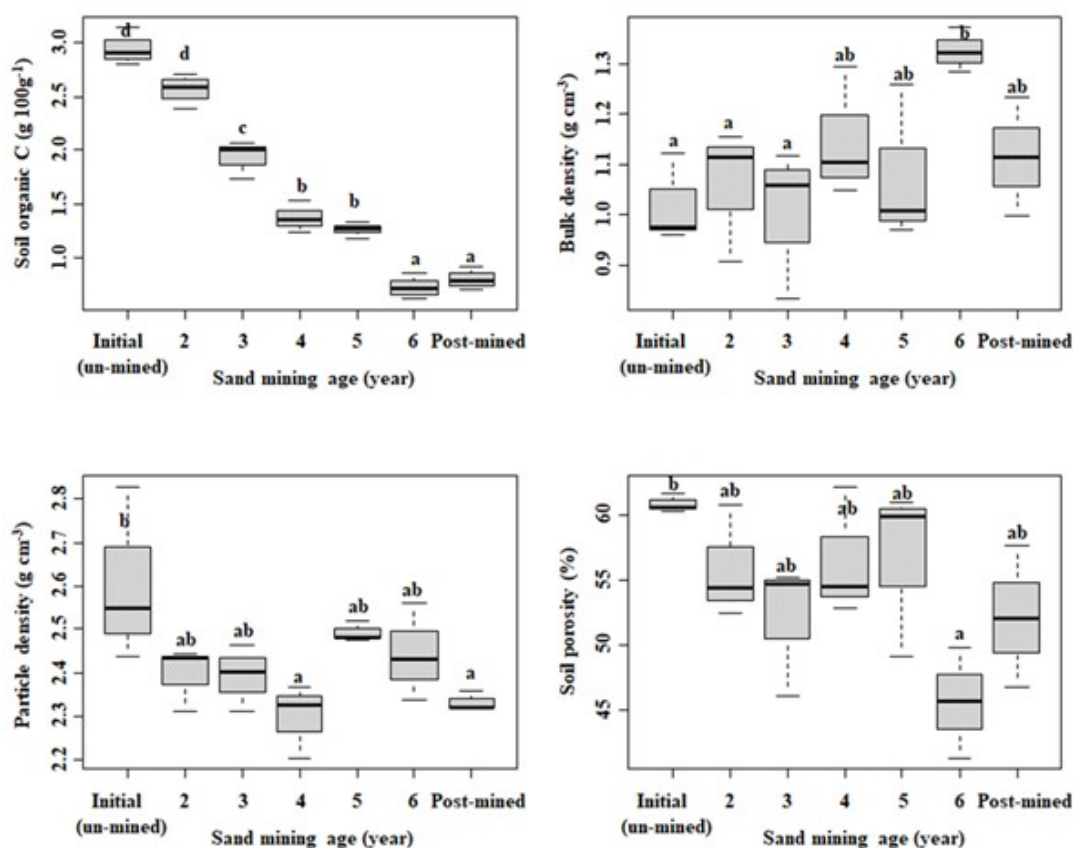 Soil organic C (g 100g⁻¹)
3.0
2.5
2.0
1.5
1.0
d
d
c
b
b
a
a
Initial 2 3 4 5 6 Post-mined
(un-mined)
Sand mining age (year)
Bulk density (g cm⁻³)
1.3
1.2
1.1
1.0
0.9
a
a
a
ab
ab
b
ab
Initial 2 3 4 5 6 Post-mined
(un-mined)
Sand mining age (year)
Particle density (g cm⁻³)
2.8
2.7
2.6
2.5
2.4
2.3
2.2
b
ab
ab
a
ab
ab
a
Initial 2 3 4 5 6 Post-mined
(un-mined)
Sand mining age (year)
Soil porosity (%)
60
55
50
45
b
ab
ab
ab
ab
a
ab
Initial 2 3 4 5 6 Post-mined
(un-mined)
Sand mining age (year)